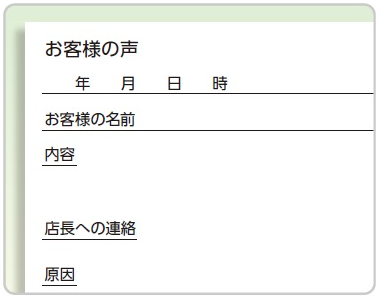 お客様の声
年　月　日　時
お客様の名前
内容
店長への連絡
原因